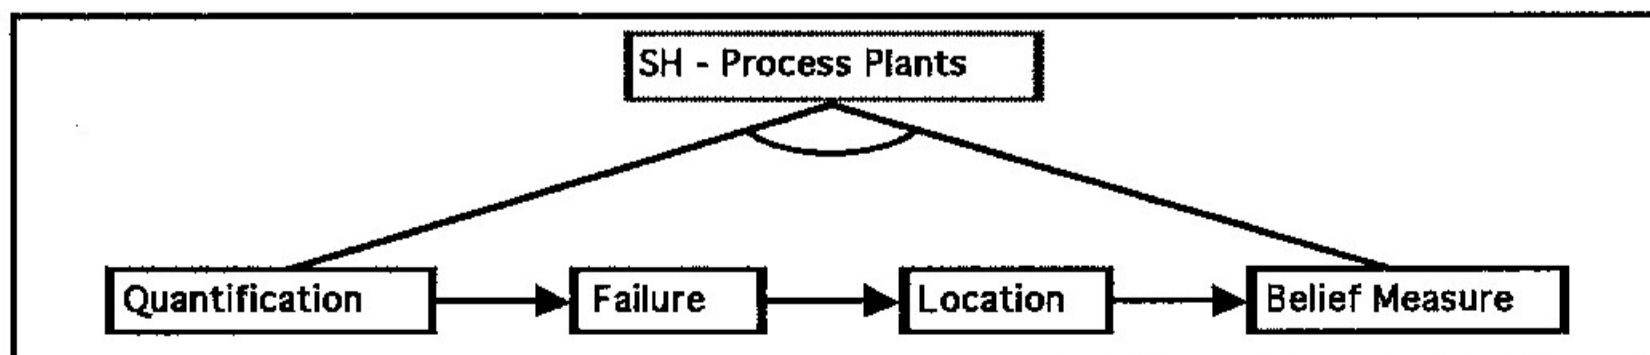 SH - Process Plants
Quantification
Failure
Location
Belief Measure